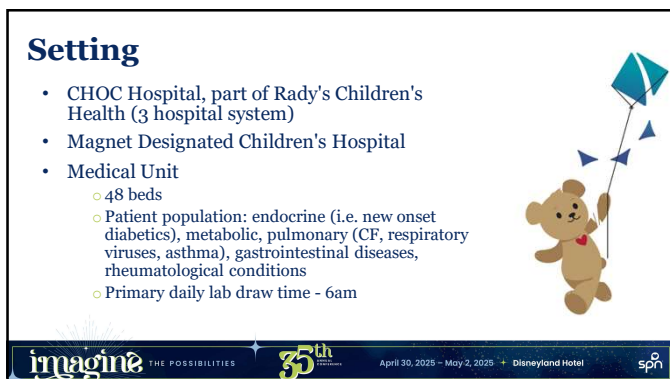 Setting
• CHOC Hospital, part of Rady's Children's
Health (3 hospital system)
• Magnet Designated Children's Hospital
• Medical Unit
○ 48 beds
○ Patient population: endocrine (i.e. new onset
diabetics), metabolic, pulmonary (CF, respiratory
viruses, asthma), gastrointestinal diseases,
rheumatological conditions
○ Primary daily lab draw time - 6am
imagine THE POSSIBILITIES
35th ANNUAL CONFERENCE
April 30, 2025 – May 2, 2025 + Disneyland Hotel
spn